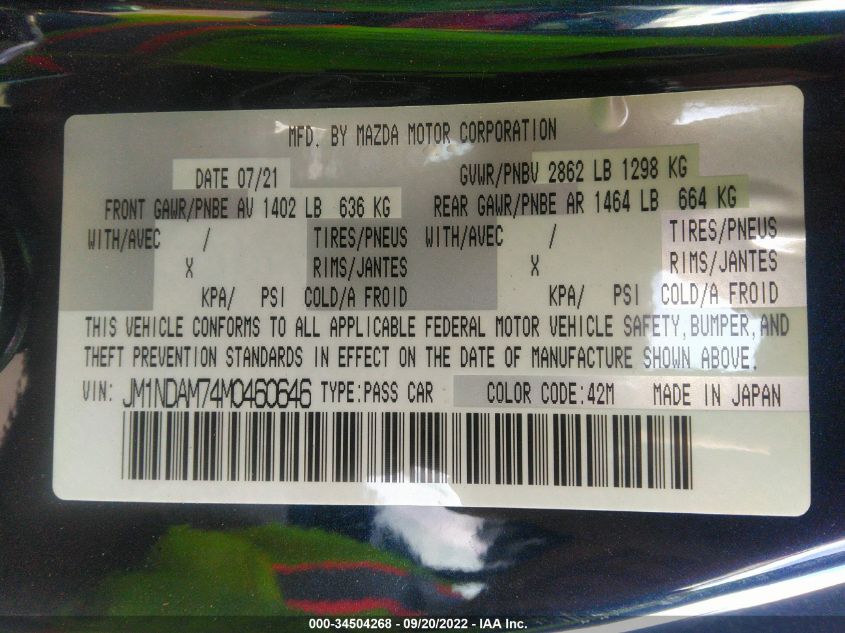 MFD. BY MAZDA MOTOR CORPORATION
DATE 07/21 GVWR/PNBV 2862 LB 1298 KG
FRONT GAWR/PNBE AV 1402 LB 636 KG REAR GAWR/PNBE AR 1464 LB 664 KG
WITH/AVEC / TIRES/PNEUS WITH/AVEC / TIRES/PNEUS
X RIMS/JANTES X RIMS/JANTES
KPA/ PSI COLD/A FROID KPA/ PSI COLD/A FROID
THIS VEHICLE CONFORMS TO ALL APPLICABLE FEDERAL MOTOR VEHICLE SAFETY,BUMPER,AND
THEFT PREVENTION STANDARDS IN EFFECT ON THE DATE OF MANUFACTURE SHOWN ABOVE.
VIN: JM1NDAM74M0460646 TYPE:PASS CAR COLOR CODE:42M MADE IN JAPAN
000-34504268 - 09/20/2022 - IAA Inc.